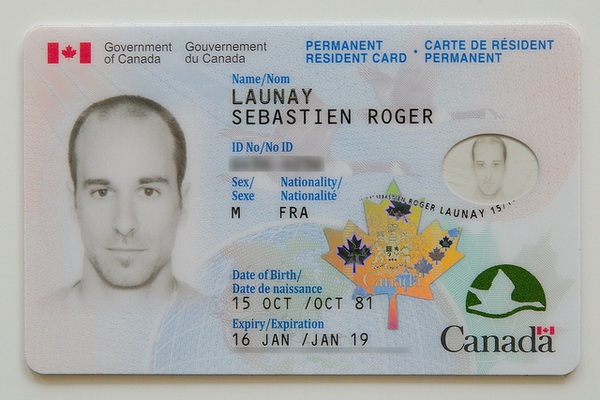 Government of Canada
Gouvernement du Canada
PERMANENT RESIDENT CARD • CARTE DE RÉSIDENT PERMANENT
Name/Nom
LAUNAY
SEBASTIEN ROGER
ID No/No ID
Sex/Sexe
Nationality/Nationalité
M FRA
ROGER LAUNAY 15/
Date of Birth/
Date de naissance
15 OCT /OCT 81
Expiry/Expiration
16 JAN /JAN 19
Canada
Canada